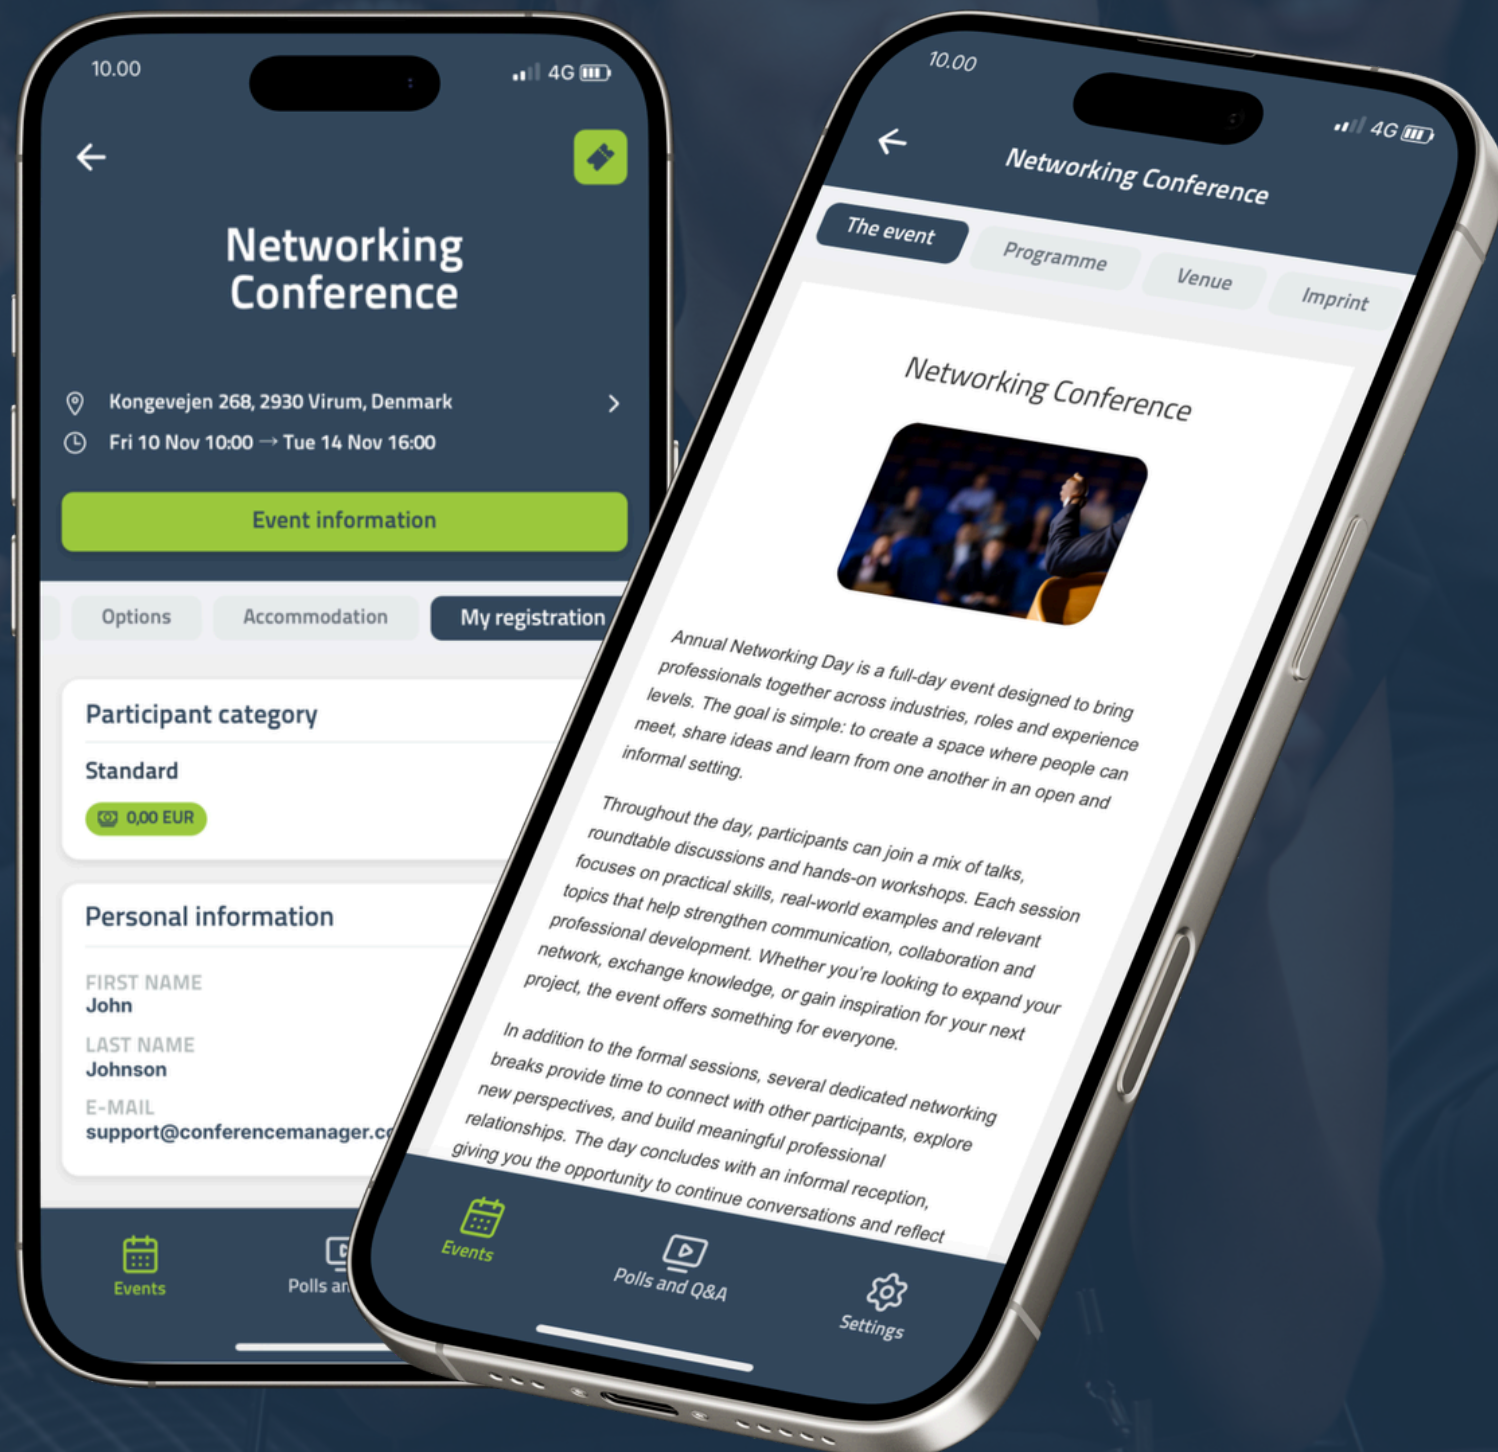 10.00
4G
Networking
Conference
Kongevejen 268, 2930 Virum, Denmark
Fri 10 Nov 10:00 → Tue 14 Nov 16:00
Event information
Options
Accommodation
My registration
Participant category
Standard
0,00 EUR
Personal information
FIRST NAME
John
LAST NAME
Johnson
E-MAIL
support@conferencemanager.co
Events
Polls an
10.00
4G
Networking Conference
The event
Programme
Venue
Imprint
Networking Conference
Annual Networking Day is a full-day event designed to bring
professionals together across industries, roles and experience
levels. The goal is simple: to create a space where people can
meet, share ideas and learn from one another in an open and
informal setting.
Throughout the day, participants can join a mix of talks,
roundtable discussions and hands-on workshops. Each session
focuses on practical skills, real-world examples and relevant
topics that help strengthen communication, collaboration and
professional development. Whether you're looking to expand your
network, exchange knowledge, or gain inspiration for your next
project, the event offers something for everyone.
In addition to the formal sessions, several dedicated networking
breaks provide time to connect with other participants, explore
new perspectives, and build meaningful professional
relationships. The day concludes with an informal reception,
giving you the opportunity to continue conversations and reflect
Events
Polls and Q&A
Settings